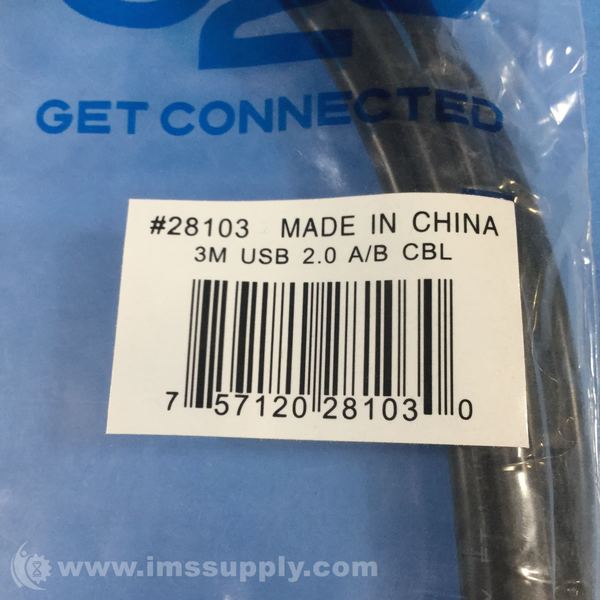 GET CONNECTED
#28103 MADE IN CHINA
3M USB 2.0 A/B CBL
7 57120 28103 0
www.imssupply.com